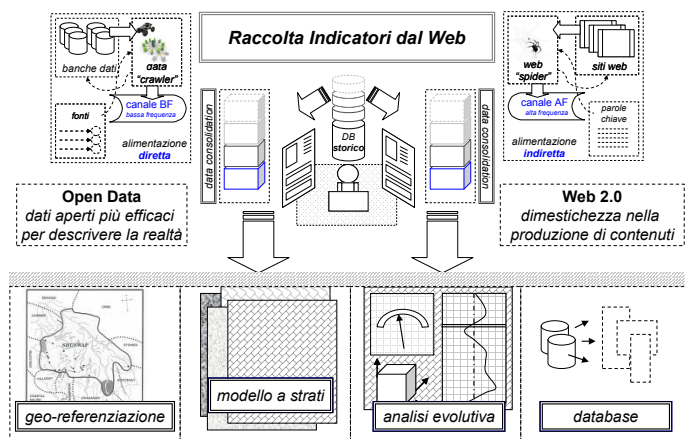 Raccolta Indicatori dal Web
banche dati
data
"crawler"
canale BF
bassa frequenza
fonti
alimentazione
diretta
data consolidation
DB
storico
data consolidation
web
"spider"
siti web
canale AF
alta frequenza
parole
chiave
alimentazione
indiretta
Open Data
dati aperti più efficaci
per descrivere la realtà
Web 2.0
dimestichezza nella
produzione di contenuti
SHUSWAP
geo-referenziazione
modello a strati
analisi evolutiva
database